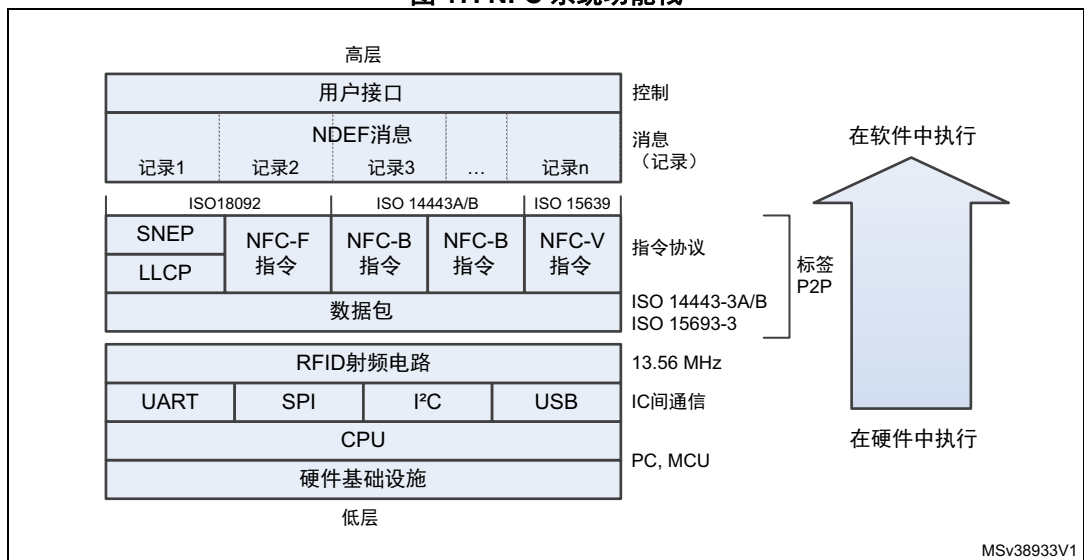 高层
用户接口
控制
NDEF消息
消息
（记录）
记录1
记录2
记录3
…
记录n
在软件中执行
ISO18092
ISO 14443A/B
ISO 15639
SNEP
LLCP
NFC-F
指令
NFC-B
指令
NFC-B
指令
NFC-V
指令
指令协议
标签
P2P
数据包
ISO 14443-3A/B
ISO 15693-3
RFID射频电路
13.56 MHz
UART
SPI
I²C
USB
IC间通信
CPU
在硬件中执行
PC, MCU
硬件基础设施
低层
MSv38933V1